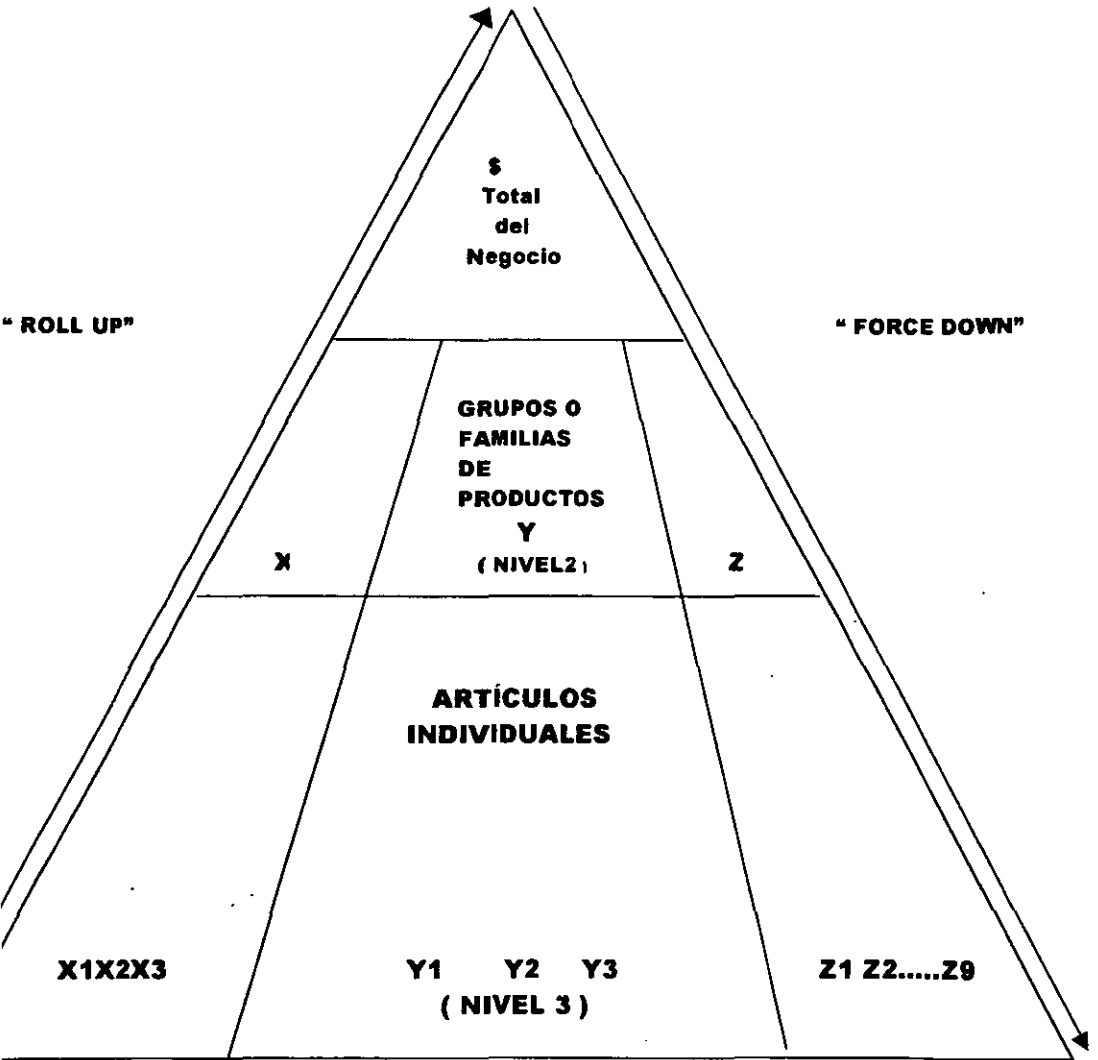 $
Total
del
Negocio
“ ROLL UP”
“ FORCE DOWN”
GRUPOS O
FAMILIAS
DE
PRODUCTOS
Y
X
( NIVEL2)
Z
ARTÍCULOS
INDIVIDUALES
X1X2X3
Y1 Y2 Y3
Z1 Z2.....Z9
( NIVEL 3 )